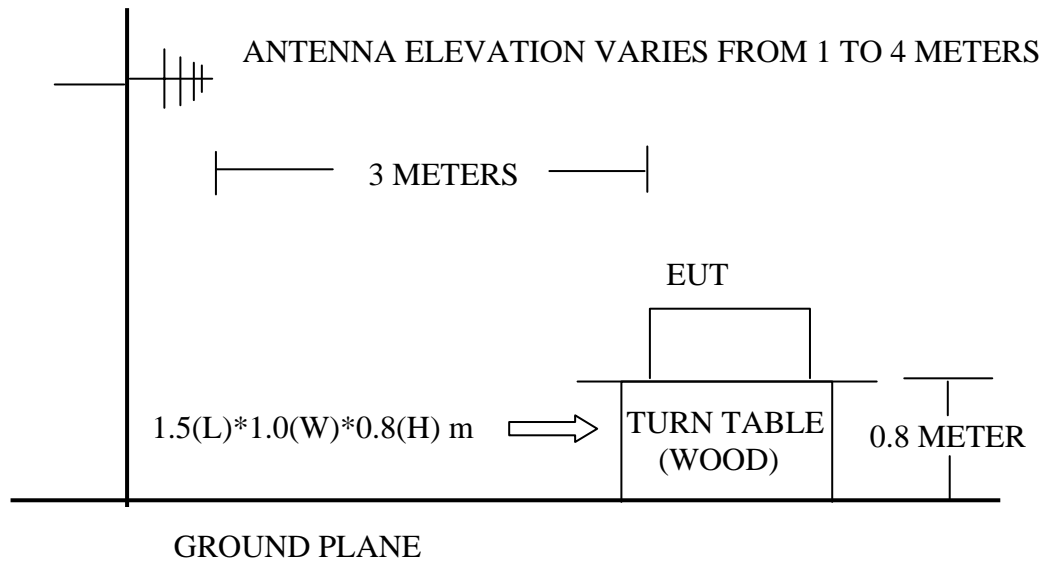 ANTENNA ELEVATION VARIES FROM 1 TO 4 METERS
3 METERS
EUT
1.5(L)*1.0(W)*0.8(H) m
TURN TABLE
(WOOD)
0.8 METER
GROUND PLANE